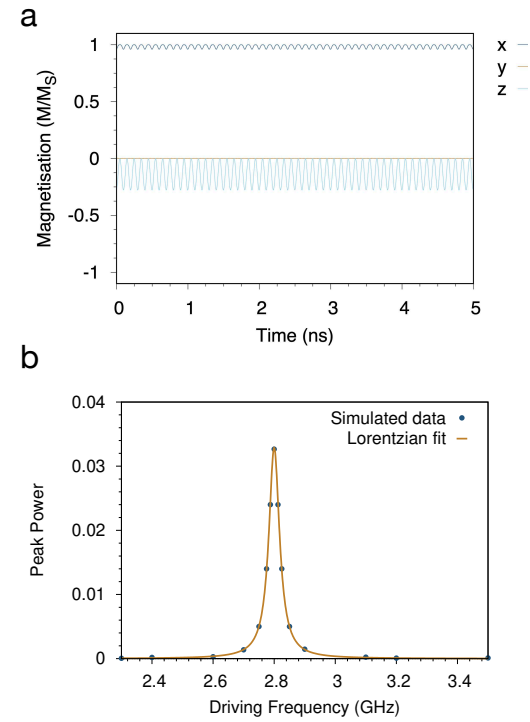 a
x
y
z
1
0.5
0
-0.5
-1
Magnetisation (M/MS)
0 1 2 3 4 5
Time (ns)
b
0.04
0.03
0.02
0.01
0
Peak Power
Simulated data
Lorentzian fit
2.4 2.6 2.8 3 3.2 3.4
Driving Frequency (GHz)